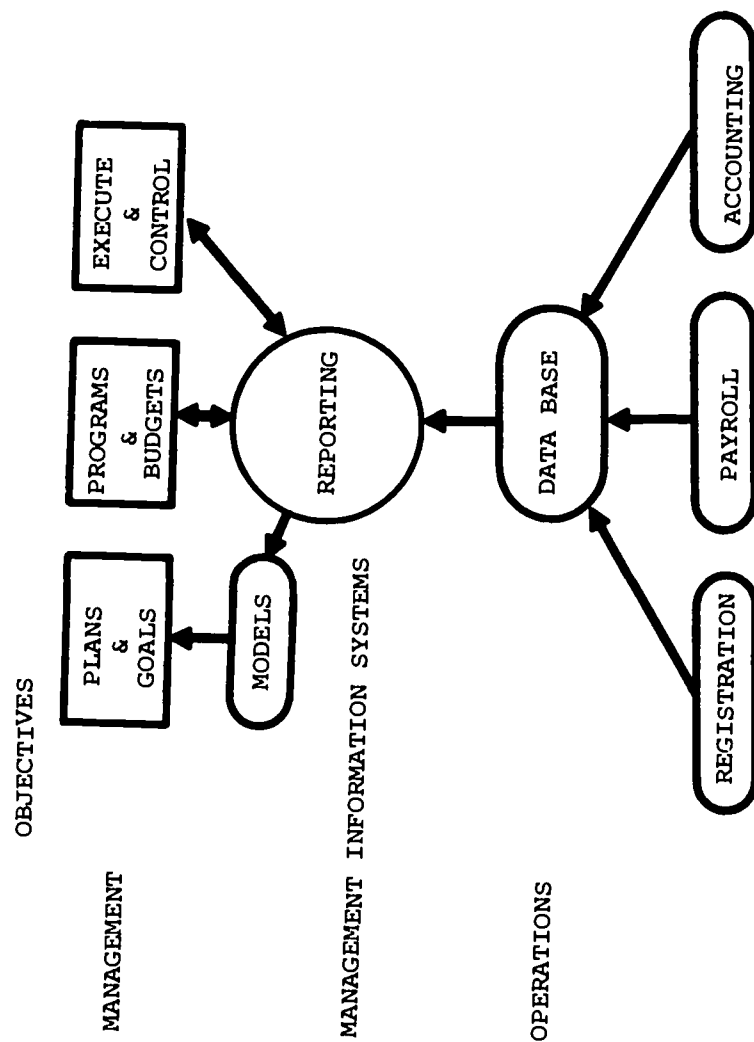 OBJECTIVES
MANAGEMENT
PLANS
&
GOALS
PROGRAMS
&
BUDGETS
EXECUTE
&
CONTROL
MODELS
MANAGEMENT INFORMATION SYSTEMS
REPORTING
OPERATIONS
DATA BASE
REGISTRATION
PAYROLL
ACCOUNTING